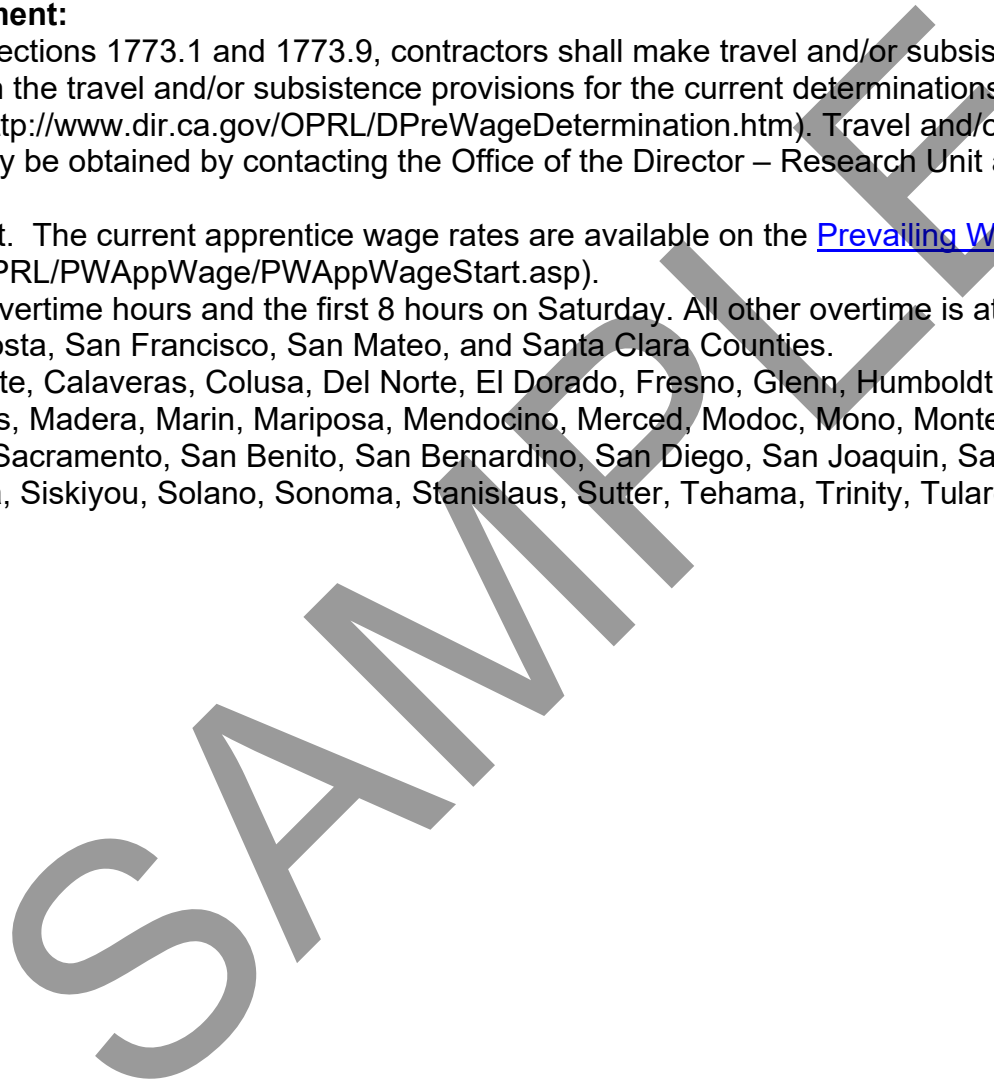 nent:
ections 1773.1 and 1773.9, contractors shall make travel and/or subsis
n the travel and/or subsistence provisions for the current determinations
tp://www.dir.ca.gov/OPRL/DPreWageDetermination.htm). Travel and/o
y be obtained by contacting the Office of the Director – Research Unit a
t. The current apprentice wage rates are available on the Prevailing W
PRL/PWAppWage/PWAppWageStart.asp).
vertime hours and the first 8 hours on Saturday. All other overtime is at
osta, San Francisco, San Mateo, and Santa Clara Counties.
te, Calaveras, Colusa, Del Norte, El Dorado, Fresno, Glenn, Humboldt
s, Madera, Marin, Mariposa, Mendocino, Merced, Modoc, Mono, Monte
Sacramento, San Benito, San Bernardino, San Diego, San Joaquin, Sa
, Siskiyou, Solano, Sonoma, Stanislaus, Sutter, Tehama, Trinity, Tular
SAMPLE